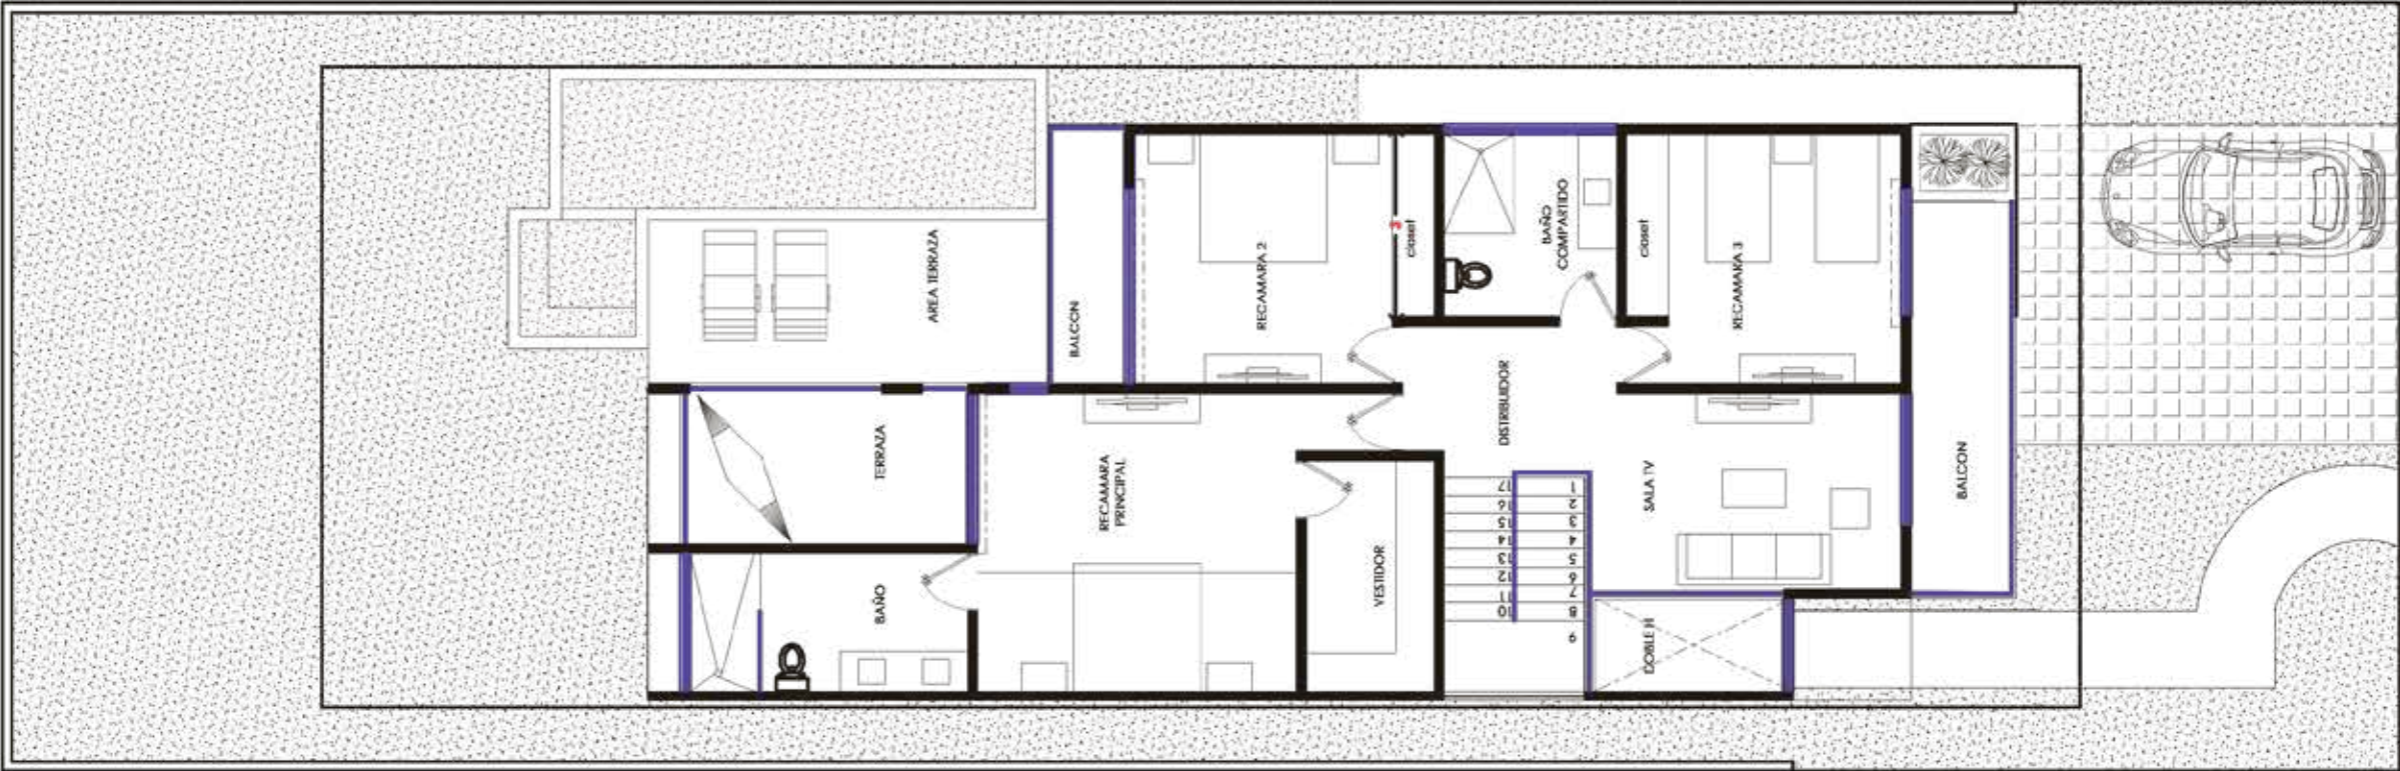 AREA TERRAZA
BALCON
RECAMARA 2
3
closet
BAÑO
COMPARTIDO
closet
RECAMARA 3
TERRAZA
RECAMARA
PRINCIPAL
DISTRIBUIDOR
SALA TV
BALCON
BAÑO
VESTIDOR
17
16
15
14
13
12
11
10
1
2
3
4
5
6
7
8
9
DOBLE H